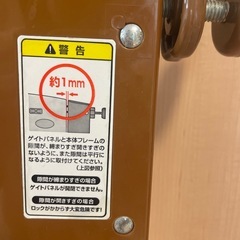 警告
約1mm
ゲイトパネルと本体フレームの
隙間が、締まりすぎ開きすぎの
ないように、また隙間は平行に
なるように取付けてください。
(上図参照)
隙間が締まりすぎの場合
ゲイトパネルが開閉できません。
隙間が開きすぎの場合
ロックがかからず大変危険です!